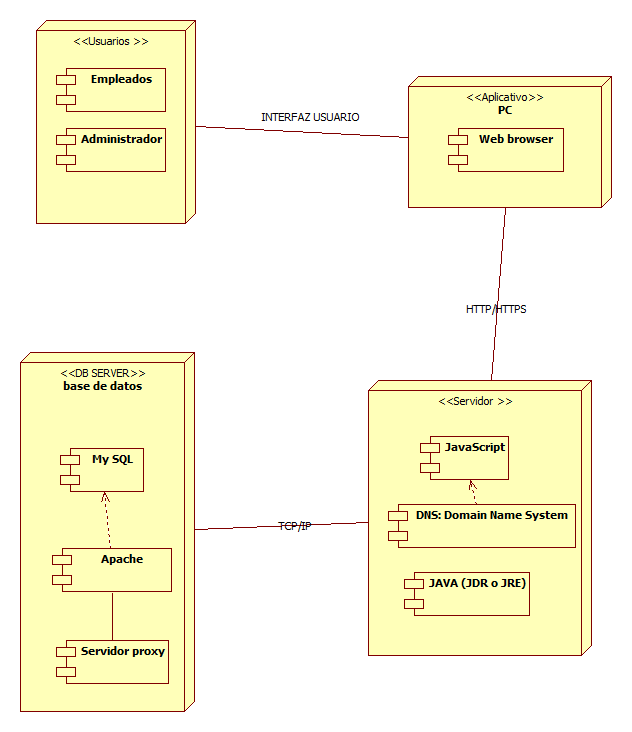 <<Usuarios >>
Empleados
Administrador
INTERFAZ USUARIO
<<Aplicativo>>
PC
Web browser
HTTP/HTTPS
<<DB SERVER>>
base de datos
My SQL
Apache
Servidor proxy
TCP/IP
<<Servidor >>
JavaScript
DNS: Domain Name System
JAVA (JDR o JRE)